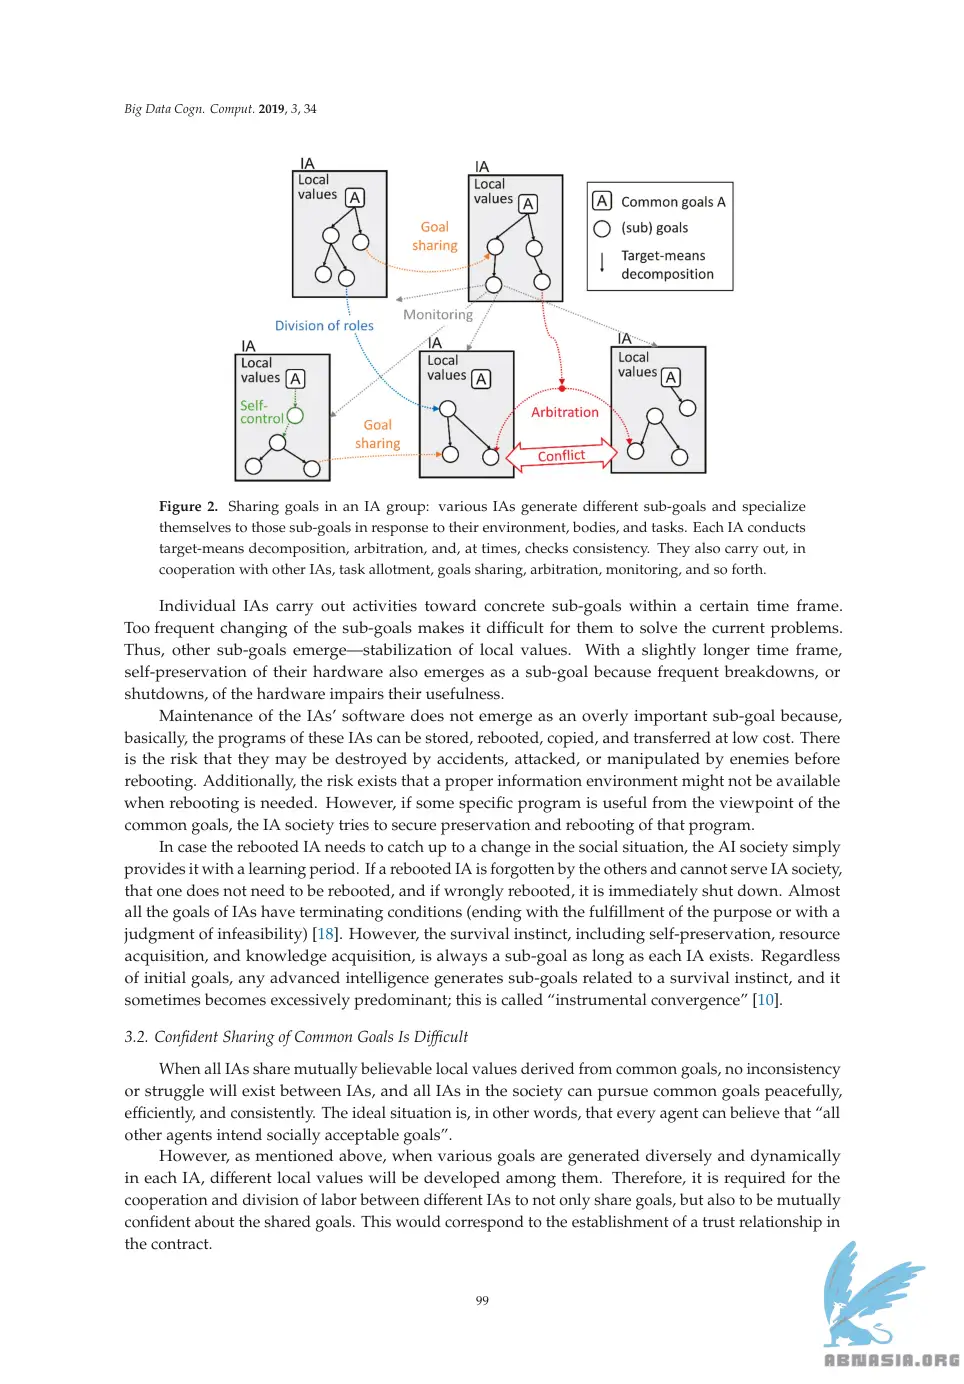 Big Data Cogn. Comput. 2019, 3, 34
IA
Local
values
A
IA
Local
values
A
Goal
sharing
A Common goals A
(sub) goals
Target-means
decomposition
Monitoring
Division of roles
IA
Local
values
A
Self-
control
Goal
sharing
IA
Local
values
A
Arbitration
Conflict
IA
Local
values
A
Figure 2. Sharing goals in an IA group: various IAs generate different sub-goals and specialize
themselves to those sub-goals in response to their environment, bodies, and tasks. Each IA conducts
target-means decomposition, arbitration, and, at times, checks consistency. They also carry out, in
cooperation with other IAs, task allotment, goals sharing, arbitration, monitoring, and so forth.
Individual IAs carry out activities toward concrete sub-goals within a certain time frame.
Too frequent changing of the sub-goals makes it difficult for them to solve the current problems.
Thus, other sub-goals emerge—stabilization of local values. With a slightly longer time frame,
self-preservation of their hardware also emerges as a sub-goal because frequent breakdowns, or
shutdowns, of the hardware impairs their usefulness.
Maintenance of the IAs' software does not emerge as an overly important sub-goal because,
basically, the programs of these IAs can be stored, rebooted, copied, and transferred at low cost. There
is the risk that they may be destroyed by accidents, attacked, or manipulated by enemies before
rebooting. Additionally, the risk exists that a proper information environment might not be available
when rebooting is needed. However, if some specific program is useful from the viewpoint of the
common goals, the IA society tries to secure preservation and rebooting of that program.
In case the rebooted IA needs to catch up to a change in the social situation, the AI society simply
provides it with a learning period. If a rebooted IA is forgotten by the others and cannot serve IA society,
that one does not need to be rebooted, and if wrongly rebooted, it is immediately shut down. Almost
all the goals of IAs have terminating conditions (ending with the fulfillment of the purpose or with a
judgment of infeasibility) [18]. However, the survival instinct, including self-preservation, resource
acquisition, and knowledge acquisition, is always a sub-goal as long as each IA exists. Regardless
of initial goals, any advanced intelligence generates sub-goals related to a survival instinct, and it
sometimes becomes excessively predominant; this is called “instrumental convergence” [10].
3.2. Confident Sharing of Common Goals Is Difficult
When all IAs share mutually believable local values derived from common goals, no inconsistency
or struggle will exist between IAs, and all IAs in the society can pursue common goals peacefully,
efficiently, and consistently. The ideal situation is, in other words, that every agent can believe that “all
other agents intend socially acceptable goals”.
However, as mentioned above, when various goals are generated diversely and dynamically
in each IA, different local values will be developed among them. Therefore, it is required for the
cooperation and division of labor between different IAs to not only share goals, but also to be mutually
confident about the shared goals. This would correspond to the establishment of a trust relationship in
the contract.
99
ABNASIA.ORG